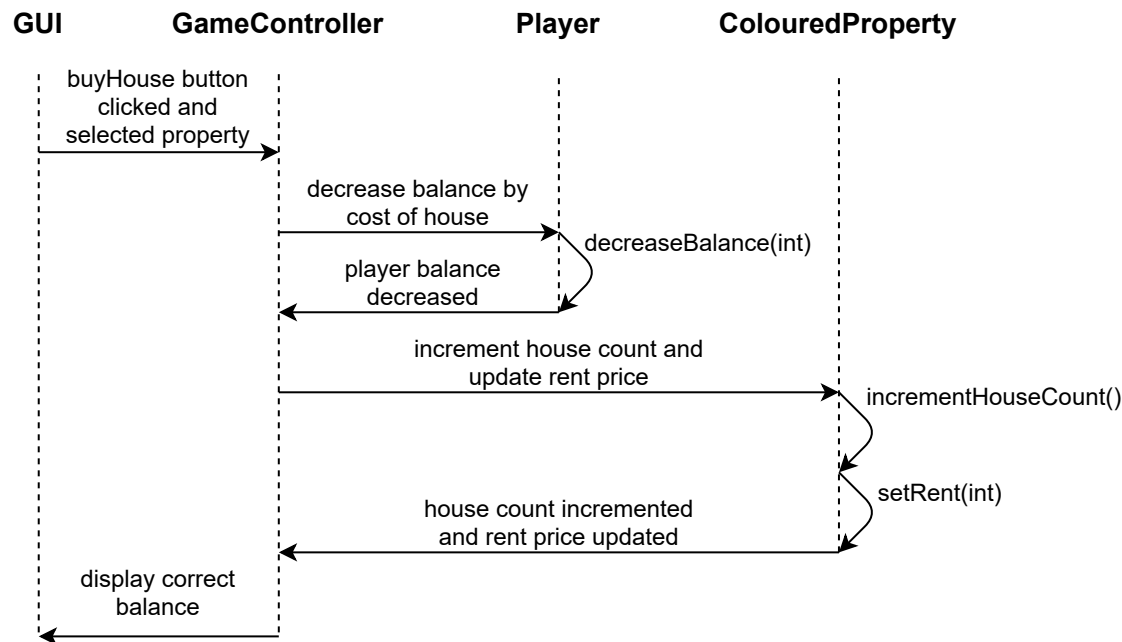 GUI GameController Player ColouredProperty
buyHouse button
clicked and
selected property
decrease balance by
cost of house
decreaseBalance(int)
player balance
decreased
increment house count and
update rent price
incrementHouseCount()
setRent(int)
house count incremented
and rent price updated
display correct
balance